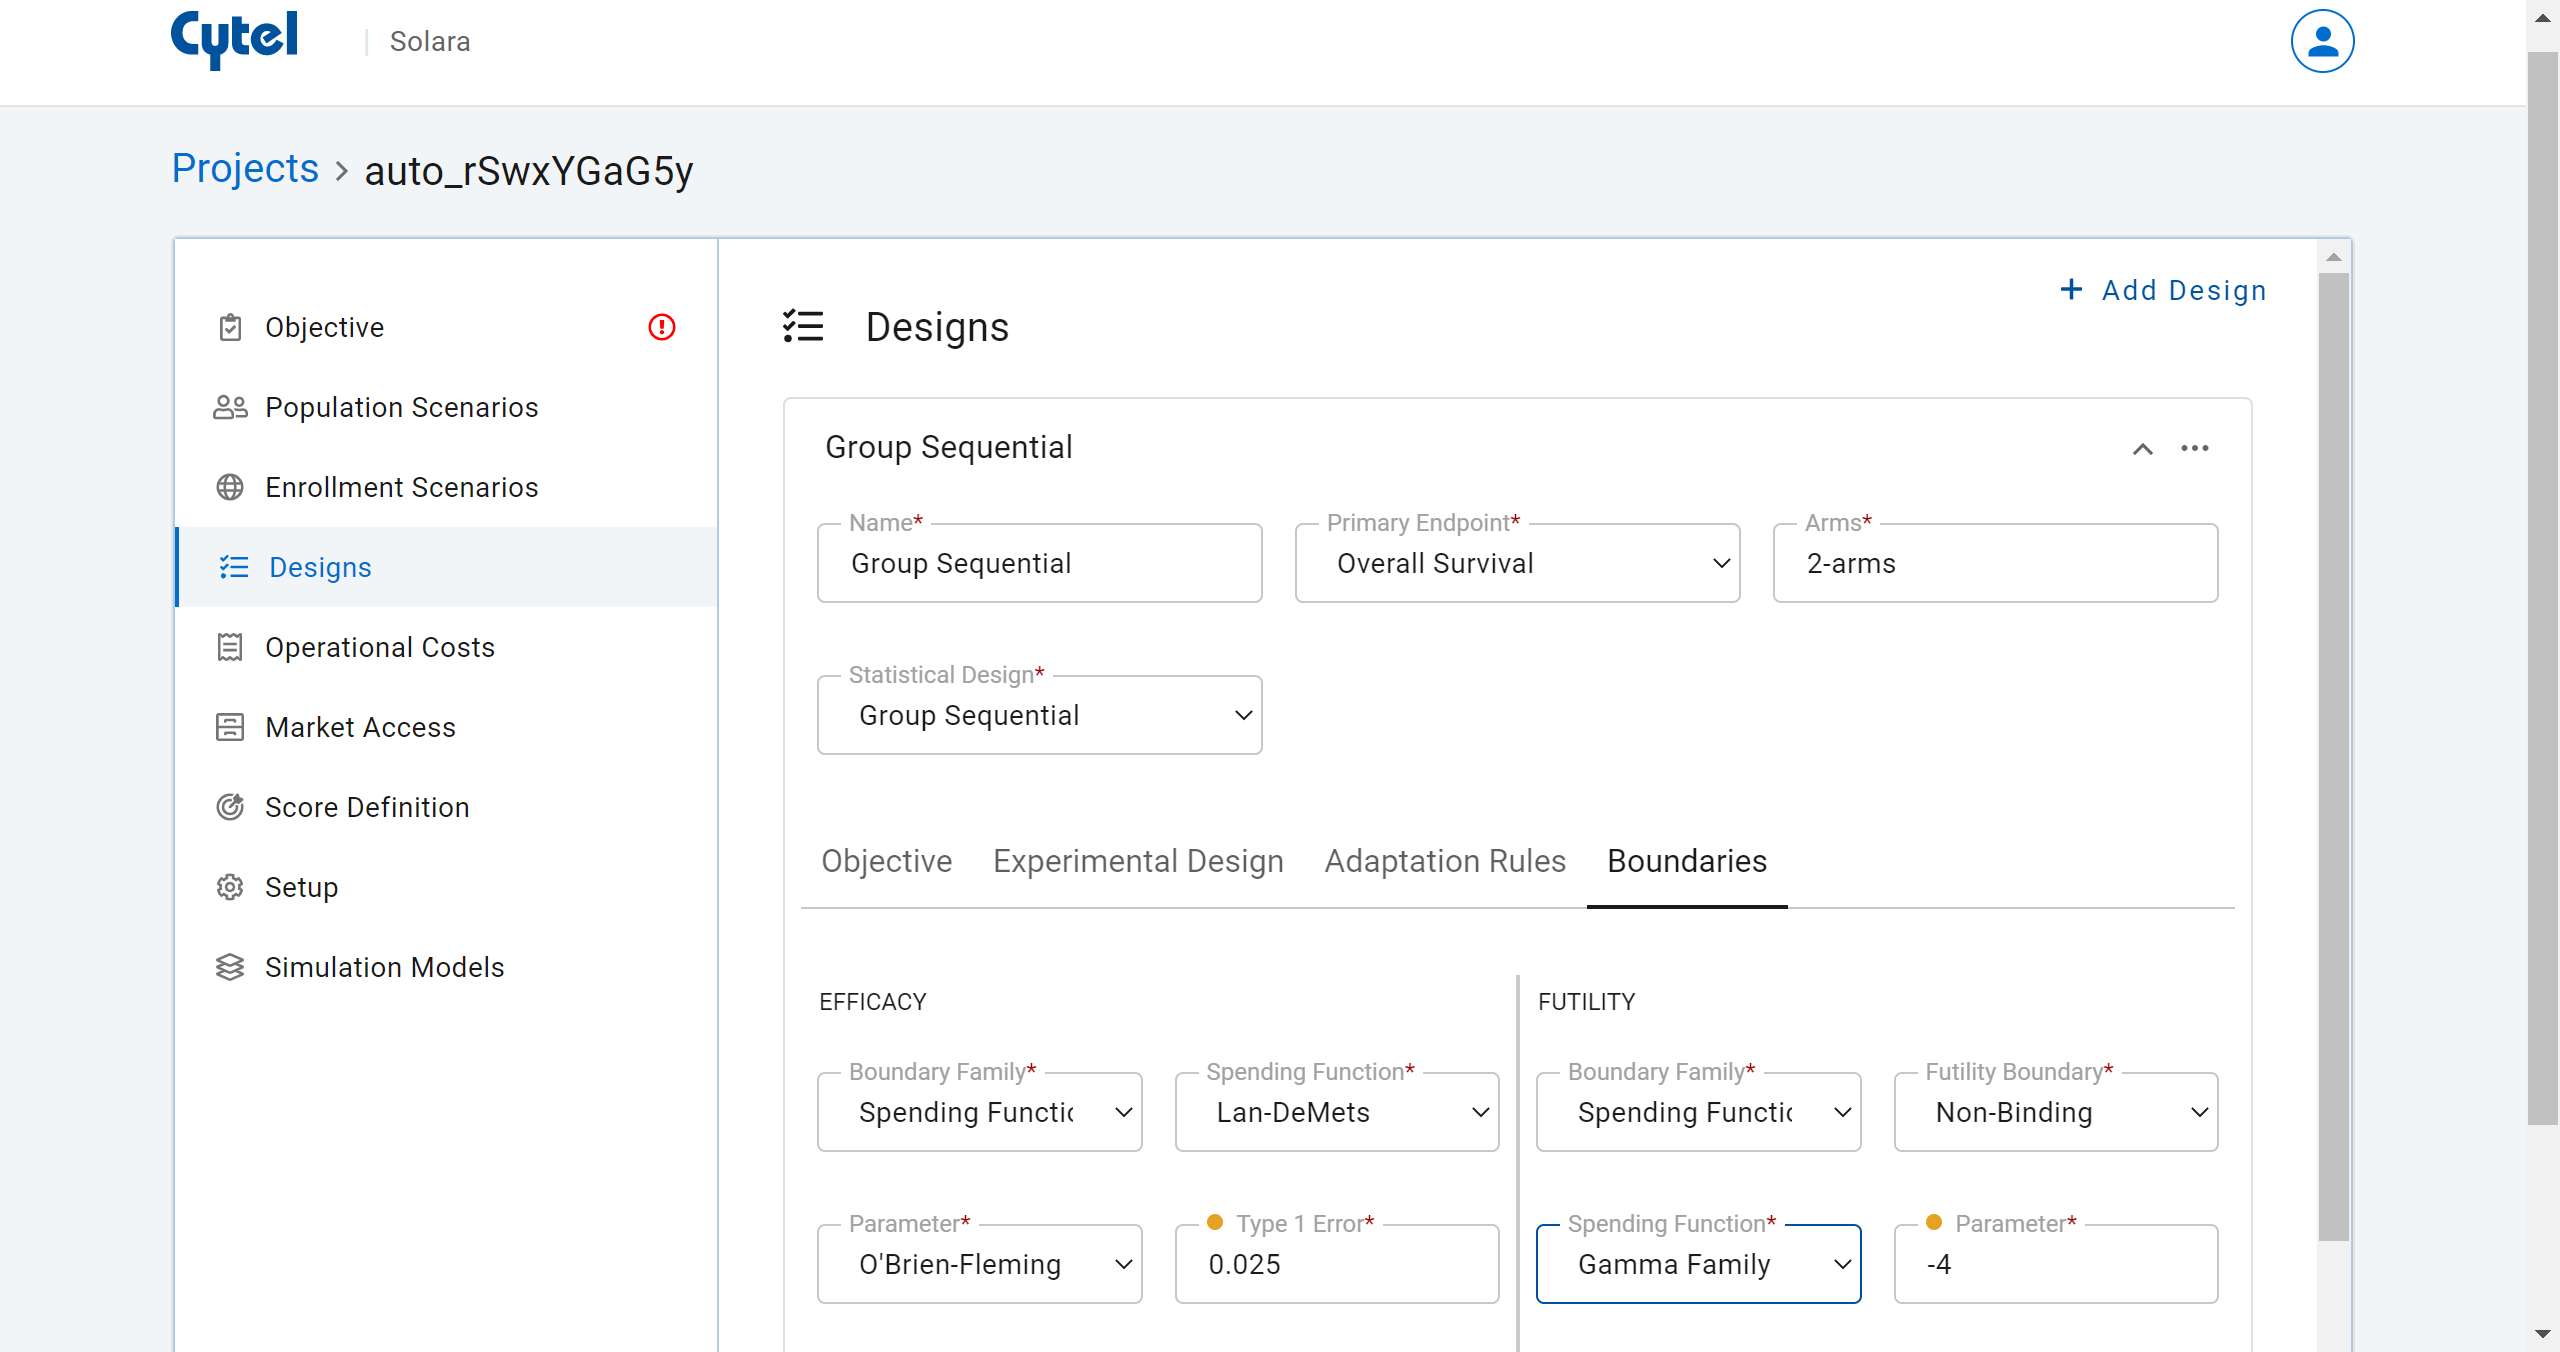 Cytel
Solara
Projects > auto_rSwxYGaG5y
Objective
Population Scenarios
Enrollment Scenarios
Designs
Operational Costs
Market Access
Score Definition
Setup
Simulation Models
+ Add Design
Designs
Group Sequential
Name* Primary Endpoint* Arms*
Group Sequential Overall Survival 2-arms
Statistical Design*
Group Sequential
Objective Experimental Design Adaptation Rules Boundaries
EFFICACY
Boundary Family* Spending Function*
Spending Functio Lan-DeMets
Parameter* Type 1 Error*
O'Brien-Fleming 0.025
FUTILITY
Boundary Family* Futility Boundary*
Spending Functio Non-Binding
Spending Function* Parameter*
Gamma Family -4